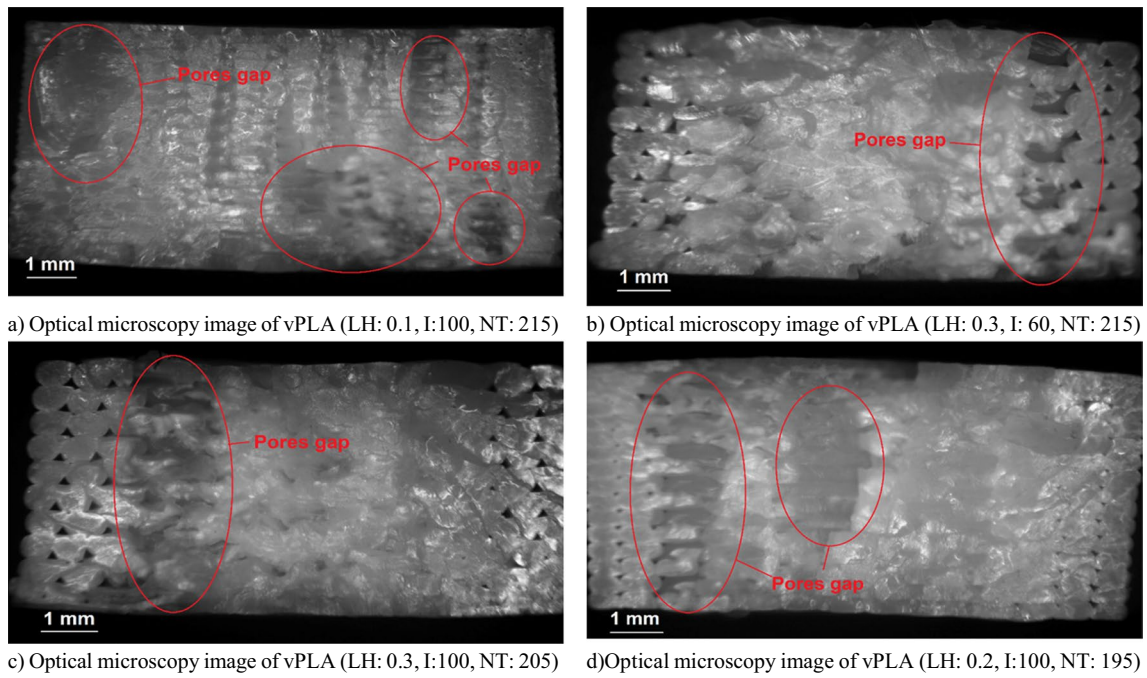 Pores gap
Pores gap
1 mm
a) Optical microscopy image of vPLA (LH: 0.1, I:100, NT: 215)
Pores gap
b) Optical microscopy image of vPLA (LH: 0.3, I: 60, NT: 215)
Pores gap
1 mm
c) Optical microscopy image of vPLA (LH: 0.3, I:100, NT: 205)
Pores gap
1 mm
d)Optical microscopy image of vPLA (LH: 0.2, I:100, NT: 195)
1 mm